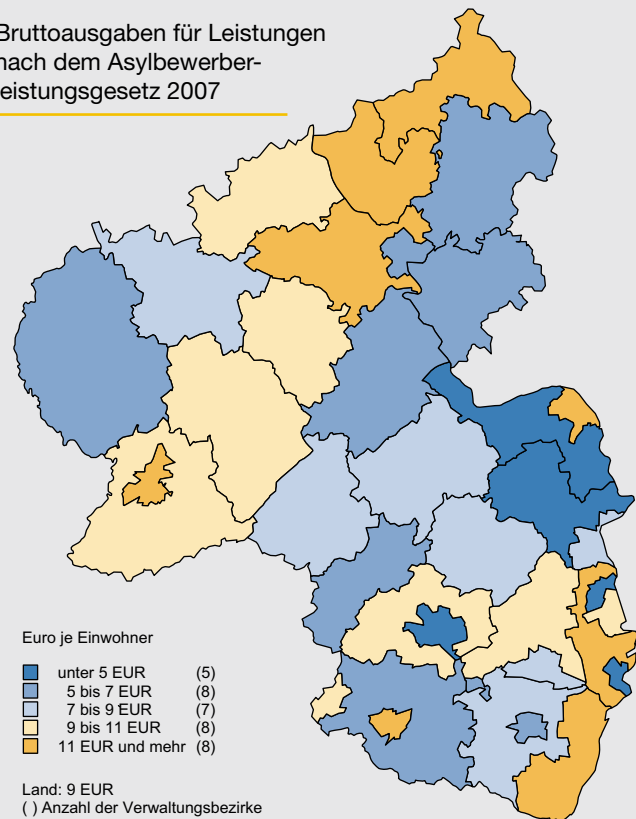 Bruttoausgaben für Leistungen
nach dem Asylbewerber-
leistungsgesetz 2007
Euro je Einwohner
unter 5 EUR (5)
5 bis 7 EUR (8)
7 bis 9 EUR (7)
9 bis 11 EUR (8)
11 EUR und mehr (8)
Land: 9 EUR
( ) Anzahl der Verwaltungsbezirke